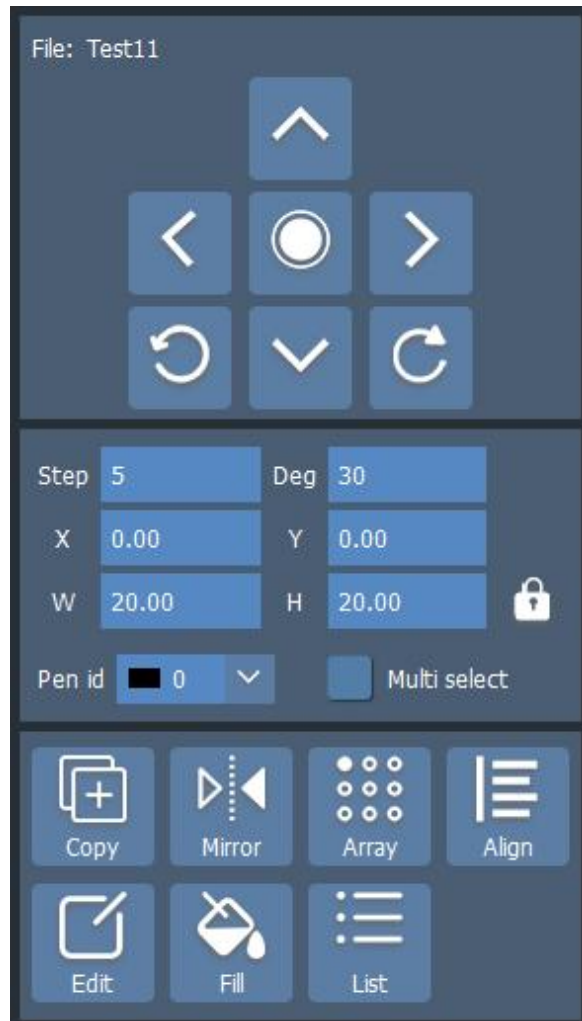 File: Test11
Step 5 Deg 30
X 0.00 Y 0.00
W 20.00 H 20.00
Pen id 0 Multi select
Copy Mirror Array Align
Edit Fill List